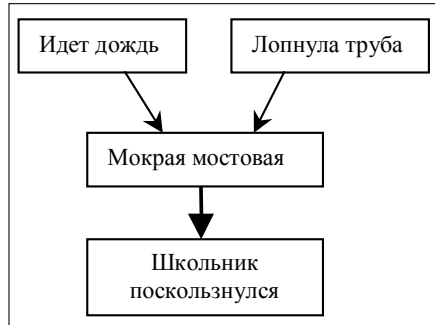 Идет дождь
Лопнула труба
Мокрая мостовая
Школьник
поскользнулся